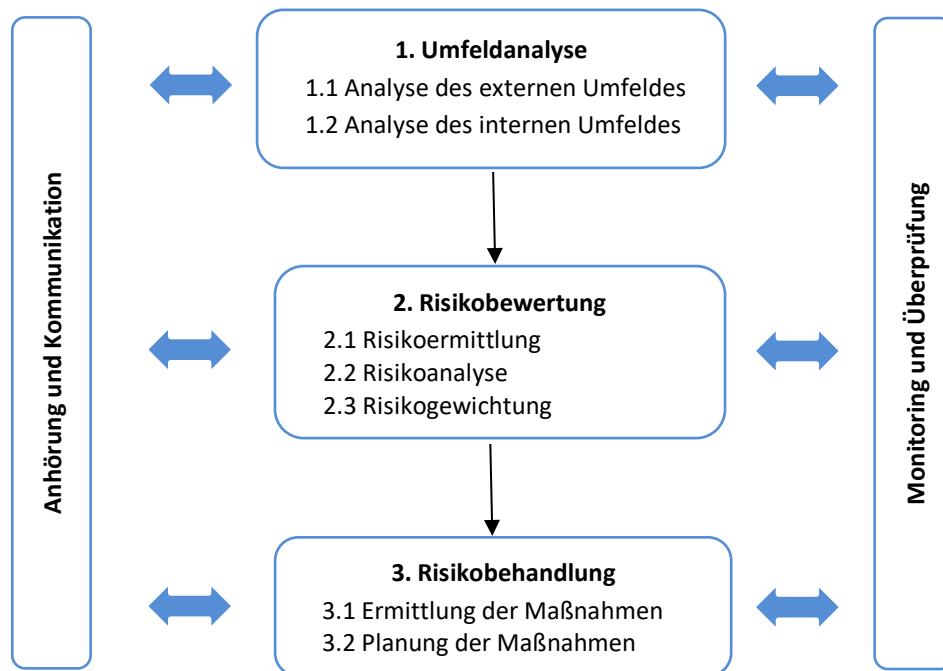 Anhörung und Kommunikation
1. Umfeldanalyse
1.1 Analyse des externen Umfeldes
1.2 Analyse des internen Umfeldes
2. Risikobewertung
2.1 Risikoermittlung
2.2 Risikoanalyse
2.3 Risikogewichtung
3. Risikobehandlung
3.1 Ermittlung der Maßnahmen
3.2 Planung der Maßnahmen
Monitoring und Überprüfung